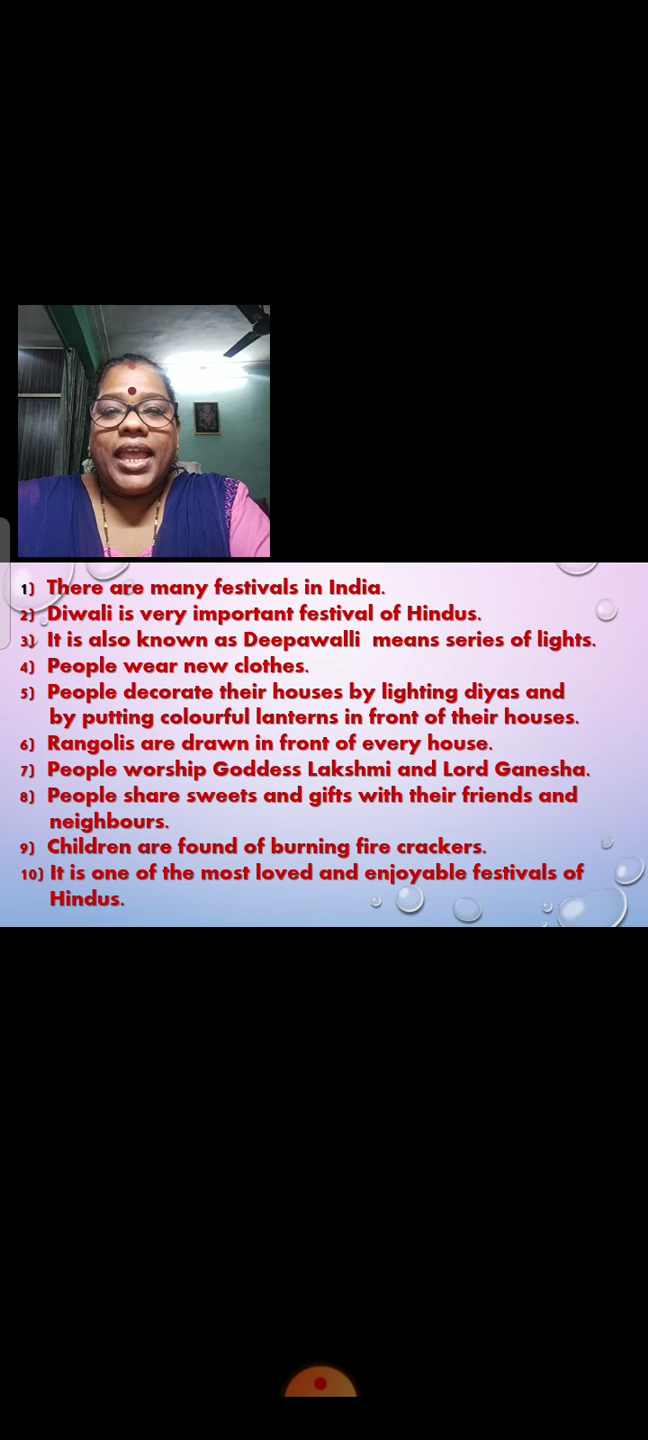 1) There are many festivals in India.
2) Diwali is very important festival of Hindus.
3) It is also known as Deepawalli means series of lights.
4) People wear new clothes.
5) People decorate their houses by lighting diyas and
by putting colourful lanterns in front of their houses.
6) Rangolis are drawn in front of every house.
7) People worship Goddess Lakshmi and Lord Ganesha.
8) People share sweets and gifts with their friends and
neighbours.
9) Children are found of burning fire crackers.
10) It is one of the most loved and enjoyable festivals of
Hindus.